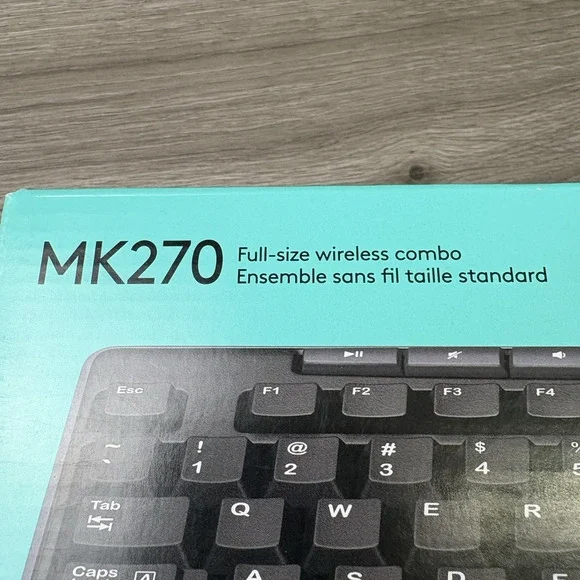 MK270
Full-size wireless combo
Ensemble sans fil taille standard
Esc F1 F2 F3 F4
~ ! @ # $
` 1 2 3 4 5
Tab Q W E R
Caps A S D F